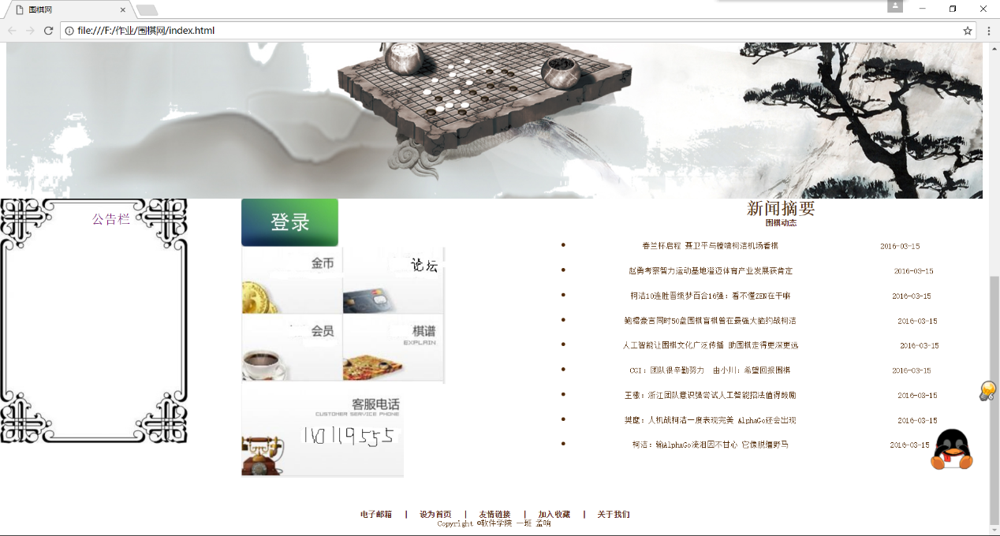 围棋网
file:///F:/作业/围棋网/index.html
公告栏
登录
金币
论坛
会员
棋谱
EXPLAIN
客服电话
CUSTOMER SERVICE PHONE
110119555
新闻摘要
围棋动态
春兰杯启程 聂卫平与檀啸柯洁机场看棋 2016-03-15
赵勇考察智力运动基地澄迈体育产业发展获肯定 2016-03-15
柯洁10连胜晋级梦百合16强：看不懂ZEN在干嘛 2016-03-15
鲍橒豪言同时50盘围棋盲棋曾在最强大脑约战柯洁 2016-03-15
人工智能让围棋文化广泛传播 助围棋走得更深更远 2016-03-15
CGI：团队很辛勤努力 由小川：希望回报围棋 2016-03-15
王檄：浙江团队意识强尝试人工智能招法值得鼓励 2016-03-15
樊麾：人机战柯洁一度表现完美 AlphaGo还会出现 2016-03-15
柯洁：输AlphaGo流泪因不甘心 它像脱缰野马 2016-03-15
电子邮箱 | 设为首页 | 友情链接 | 加入收藏 | 关于我们
Copyright ©软件学院 一班 孟响